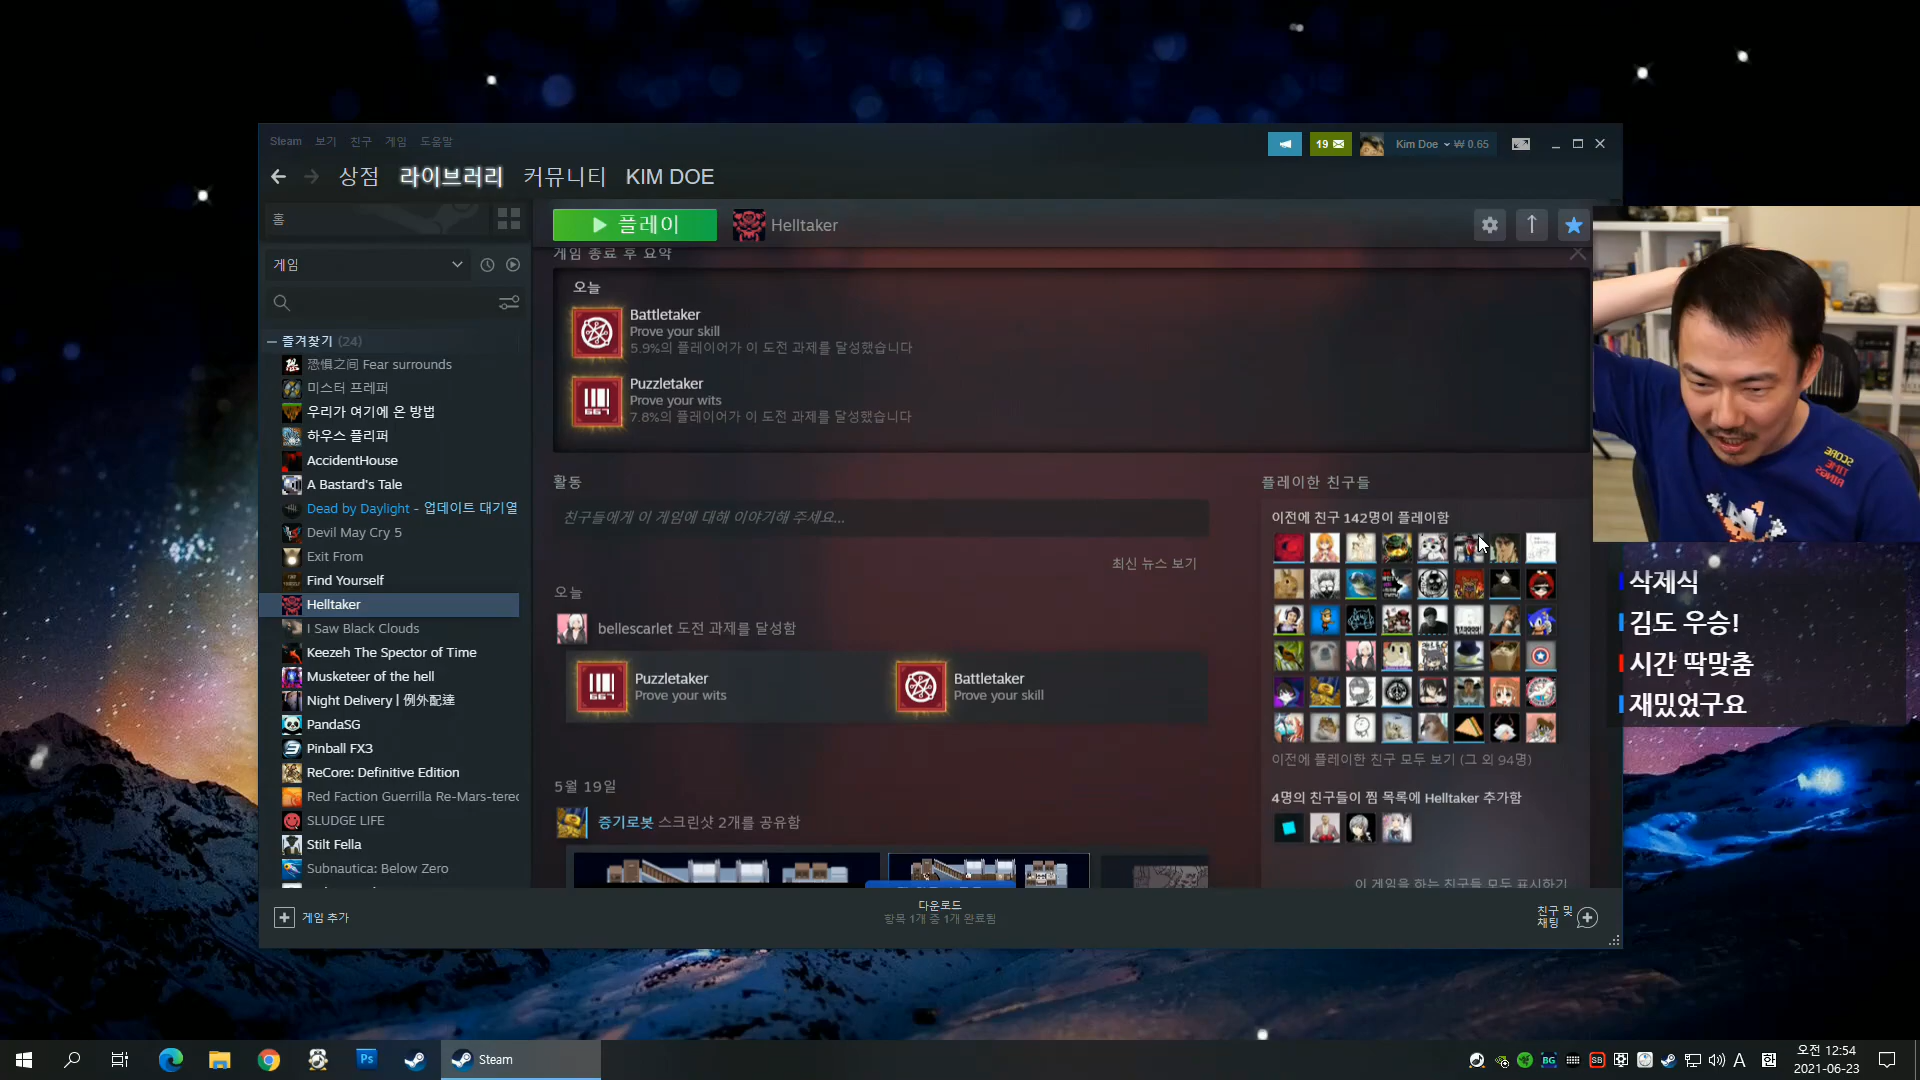 Steam 보기 친구 게임 도움말
19
Kim Doe ₩ 0.65
상점 라이브러리 커뮤니티 KIM DOE
홈
플레이
Helltaker
게임
게임 종료 후 요약
오늘
Battletaker
Prove your skill
5.9%의 플레이어가 이 도전 과제를 달성했습니다
Puzzletaker
Prove your wits
7.8%의 플레이어가 이 도전 과제를 달성했습니다
즐겨찾기 (24)
恐惧之间 Fear surrounds
미스터 프레퍼
우리가 여기에 온 방법
하우스 플리퍼
AccidentHouse
A Bastard's Tale
Dead by Daylight - 업데이트 대기열
Devil May Cry 5
Exit From
Find Yourself
Helltaker
I Saw Black Clouds
Keezeh The Spector of Time
Musketeer of the hell
Night Delivery | 例外配達
PandaSG
Pinball FX3
ReCore: Definitive Edition
Red Faction Guerrilla Re-Mars-tered
SLUDGE LIFE
Stilt Fella
Subnautica: Below Zero
활동
친구들에게 이 게임에 대해 이야기해 주세요...
최신 뉴스 보기
오늘
bellescarlet 도전 과제를 달성함
Puzzletaker
Prove your wits
Battletaker
Prove your skill
5월 19일
증기로봇 스크린샷 2개를 공유함
플레이한 친구들
이전에 친구 142명이 플레이함
이전에 플레이한 친구 모두 보기 (그 외 94명)
4명의 친구들이 찜 목록에 Helltaker 추가함
이 게임을 하는 친구들 모두 표시하기
게임 추가
다운로드
항목 1개 중 1개 완료됨
친구 및
채팅
SCORE
TIME
RINGS
삭제식
김도 우승!
시간 딱맞춤
재밌었구요
Ps
Steam
BG
SB
A
오전 12:54
2021-06-23